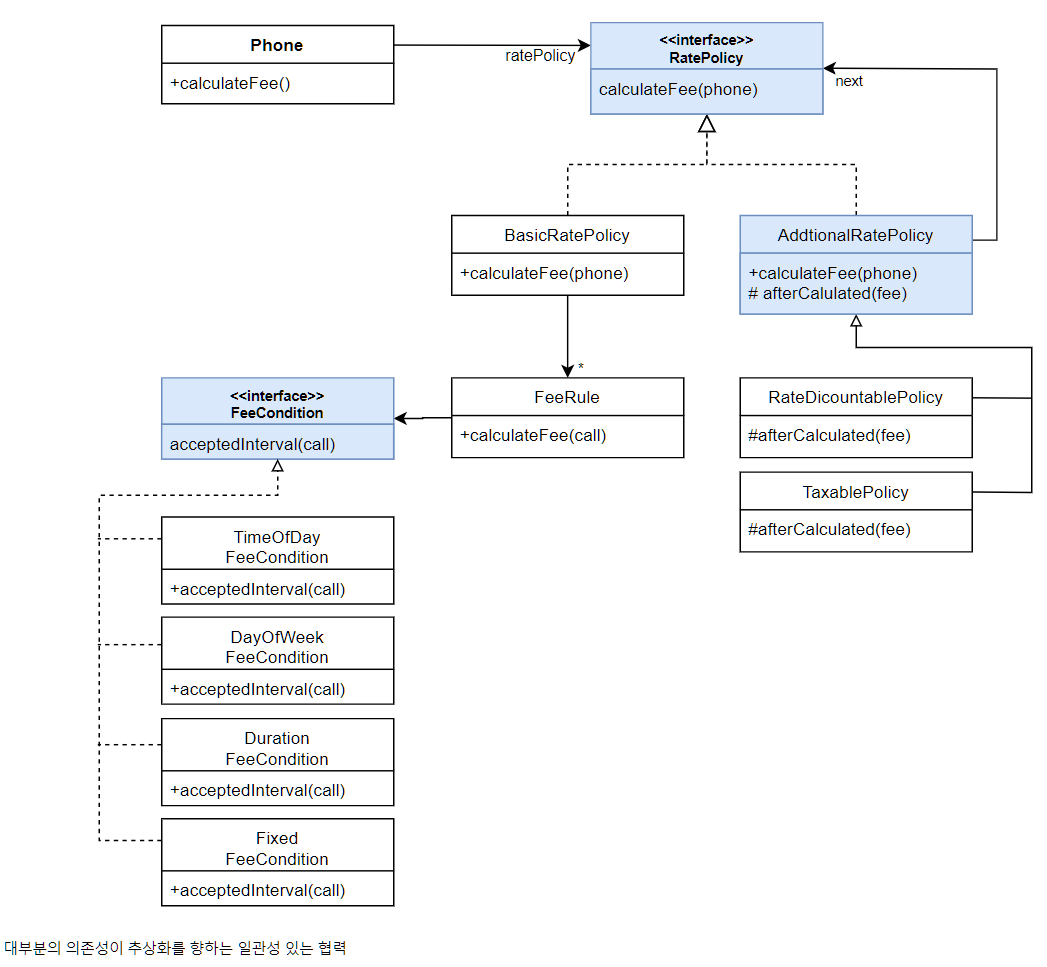 Phone
+calculateFee()
ratePolicy
<<interface>>
RatePolicy
calculateFee(phone)
next
BasicRatePolicy
+calculateFee(phone)
AddtionalRatePolicy
+calculateFee(phone)
# afterCalulated(fee)
*
<<interface>>
FeeCondition
acceptedInterval(call)
FeeRule
+calculateFee(call)
RateDicountablePolicy
#afterCalculated(fee)
TaxablePolicy
#afterCalculated(fee)
TimeOfDay
FeeCondition
+acceptedInterval(call)
DayOfWeek
FeeCondition
+acceptedInterval(call)
Duration
FeeCondition
+acceptedInterval(call)
Fixed
FeeCondition
+acceptedInterval(call)
대부분의 의존성이 추상화를 향하는 일관성 있는 협력